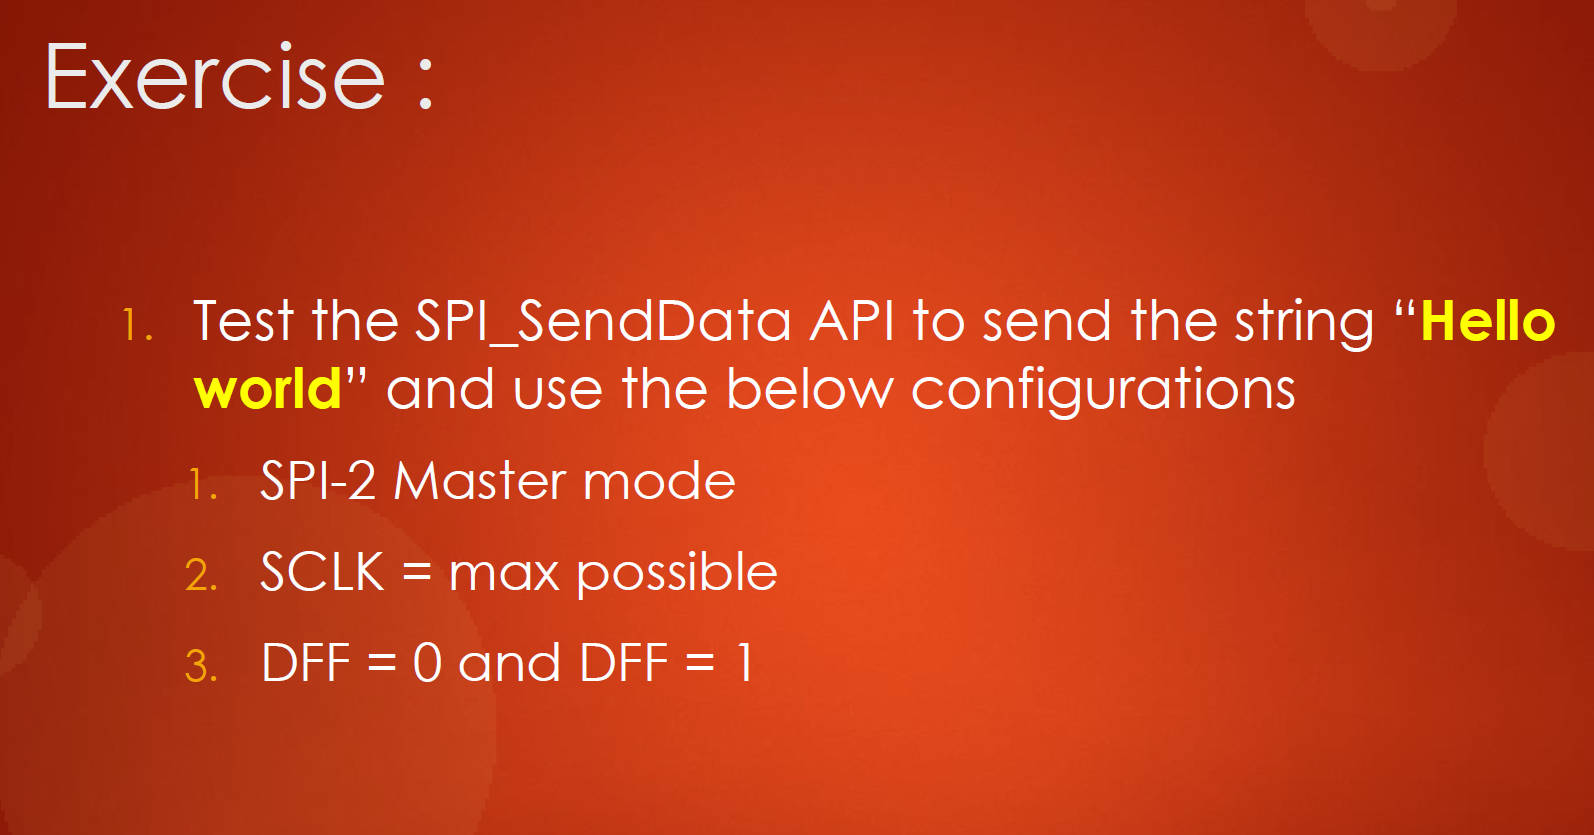 Exercise :
1. Test the SPI_SendData API to send the string “Hello
world” and use the below configurations
1. SPI-2 Master mode
2. SCLK = max possible
3. DFF = 0 and DFF = 1